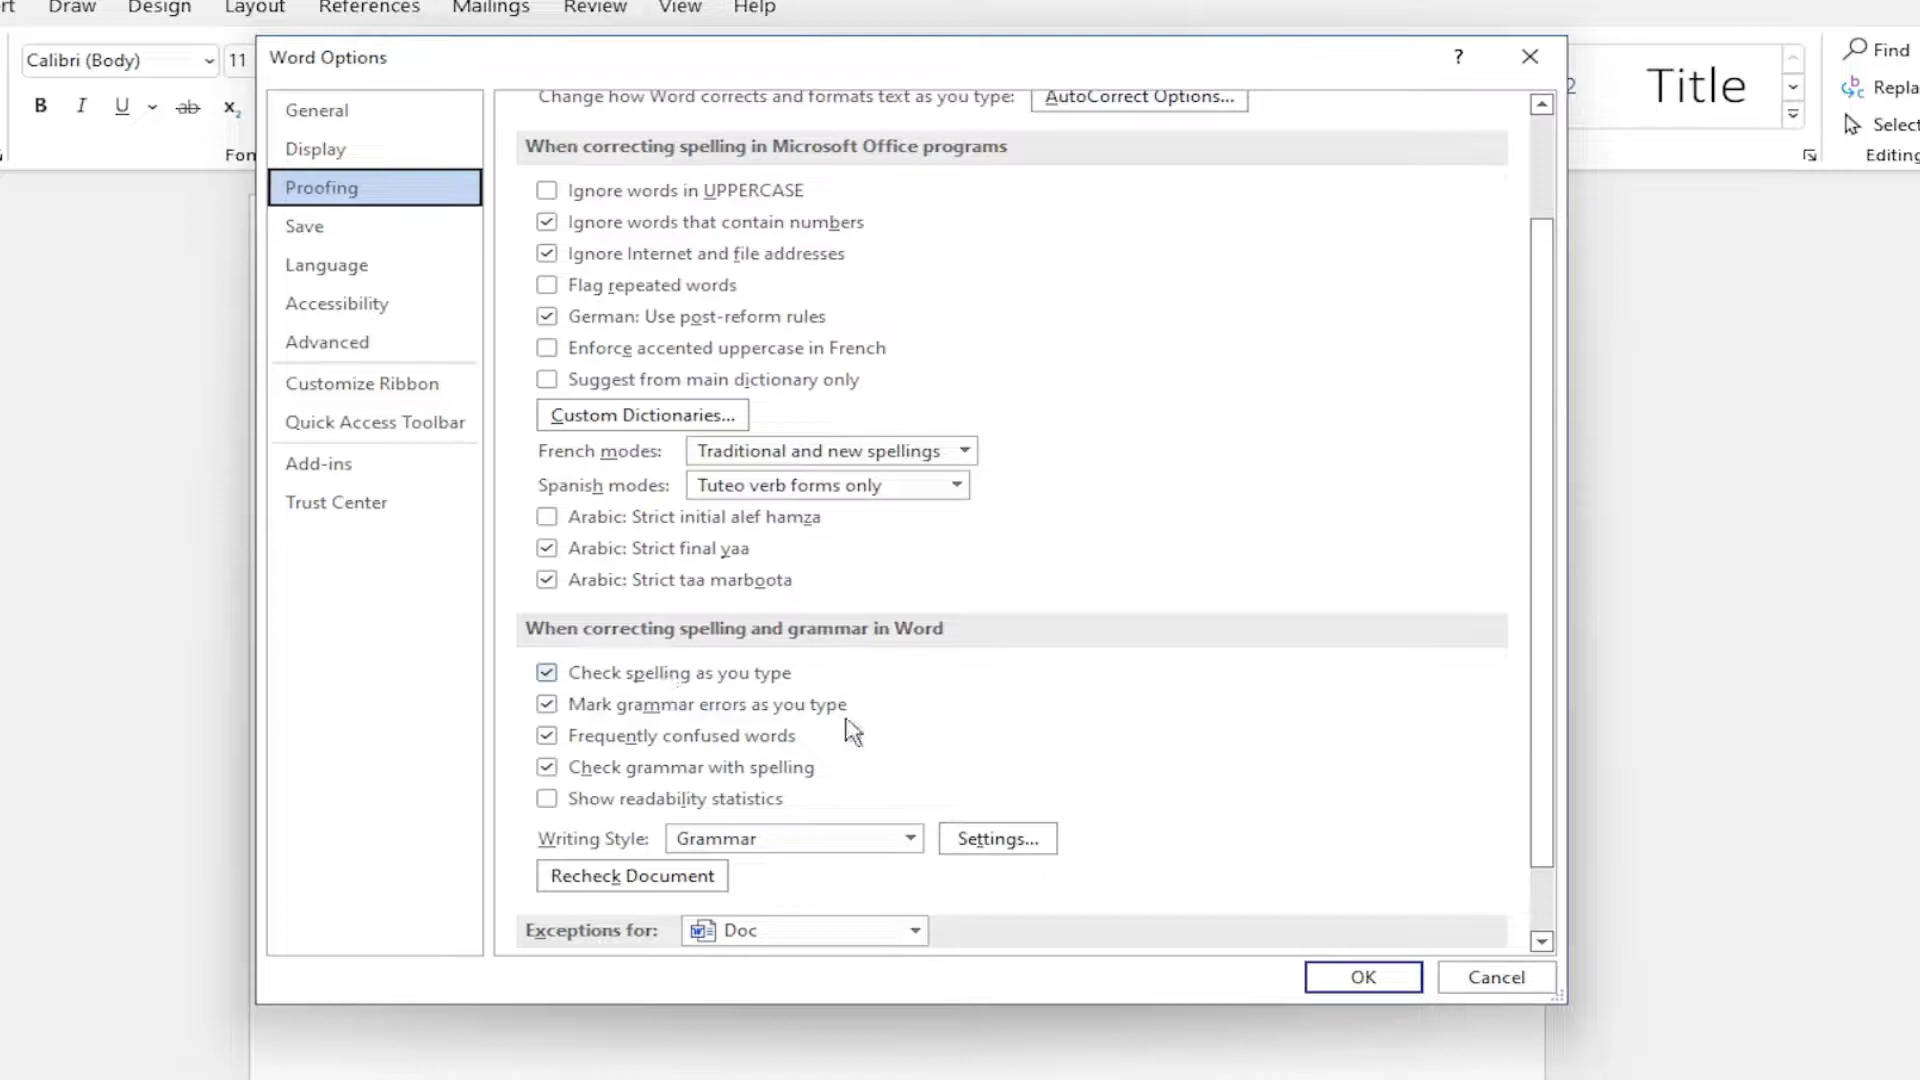 Draw Design Layout References Mailings Review View Help
Calibri (Body) 11
B I U ab x₂
Title
Find
Select
Editing
Word Options ?
General
Display
Proofing
Save
Language
Accessibility
Advanced
Customize Ribbon
Quick Access Toolbar
Add-ins
Trust Center
Change how Word corrects and formats text as you type: AutoCorrect Options...
When correcting spelling in Microsoft Office programs
Ignore words in UPPERCASE
Ignore words that contain numbers
Ignore Internet and file addresses
Flag repeated words
German: Use post-reform rules
Enforce accented uppercase in French
Suggest from main dictionary only
Custom Dictionaries...
French modes: Traditional and new spellings
Spanish modes: Tuteo verb forms only
Arabic: Strict initial alef hamza
Arabic: Strict final yaa
Arabic: Strict taa marboota
When correcting spelling and grammar in Word
Check spelling as you type
Mark grammar errors as you type
Frequently confused words
Check grammar with spelling
Show readability statistics
Writing Style: Grammar Settings...
Recheck Document
Exceptions for: Doc
OK Cancel